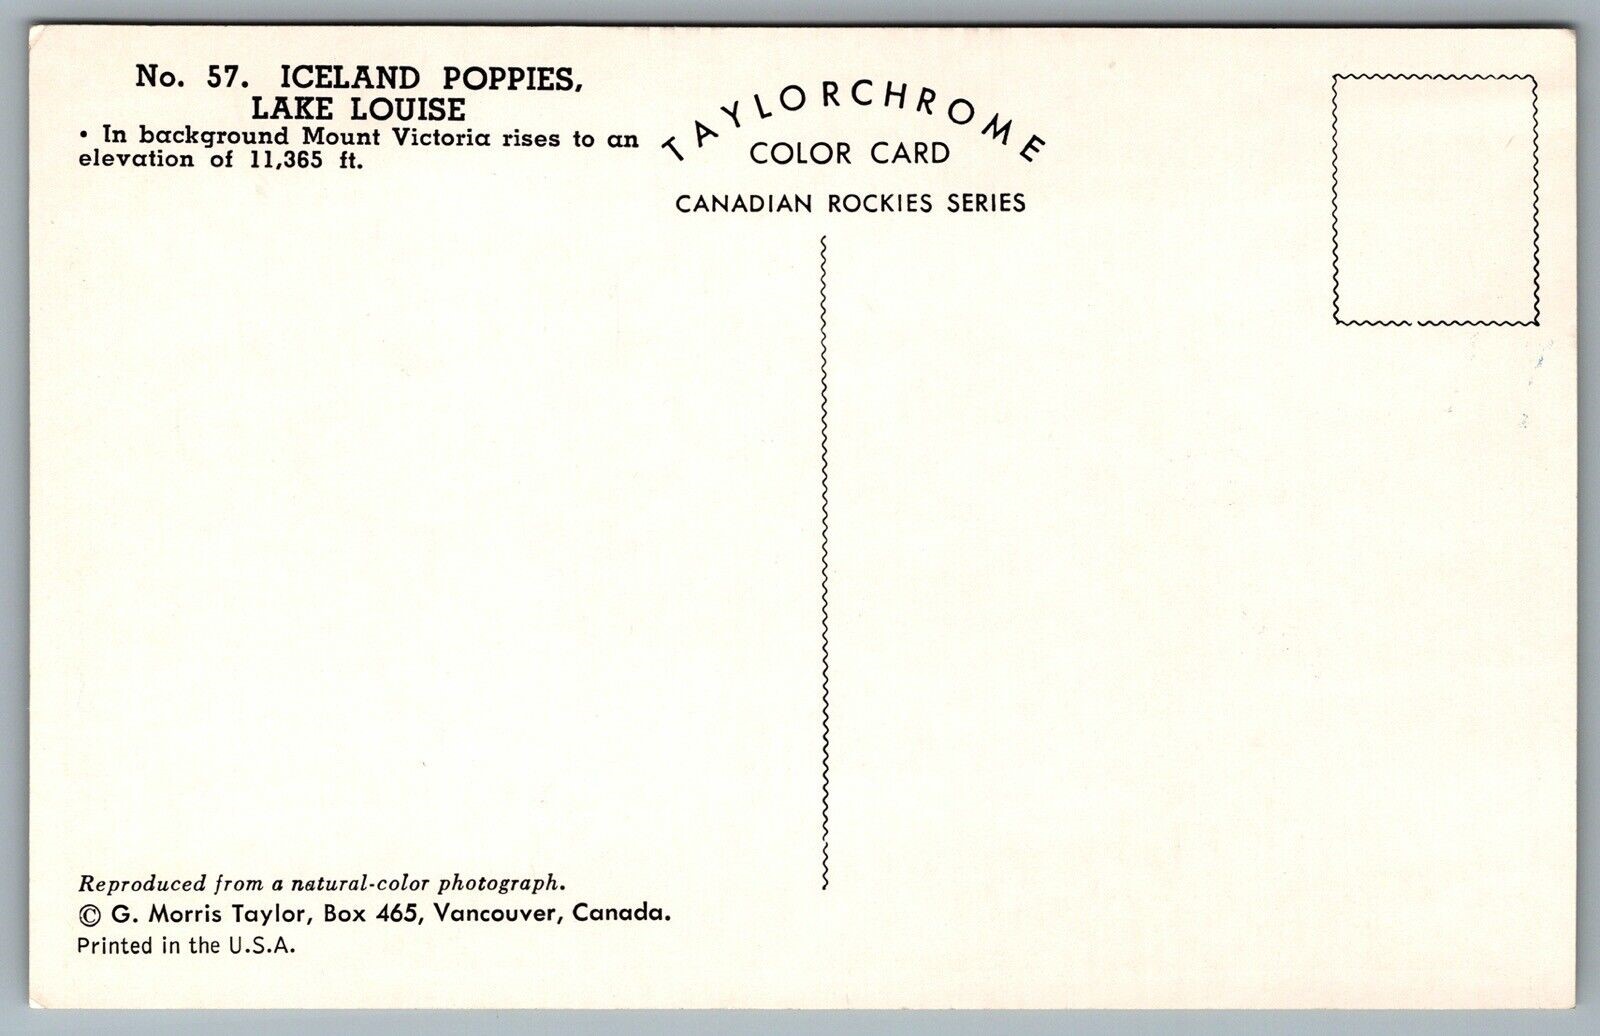 No. 57. ICELAND POPPIES,
LAKE LOUISE
• In background Mount Victoria rises to an
elevation of 11,365 ft.
TAYLORCHROME
COLOR CARD
CANADIAN ROCKIES SERIES
Reproduced from a natural-color photograph.
© G. Morris Taylor, Box 465, Vancouver, Canada.
Printed in the U.S.A.